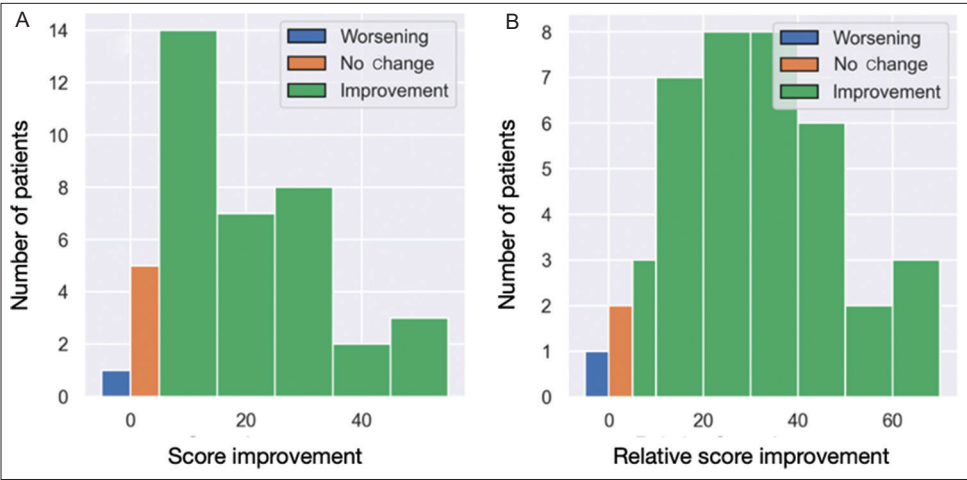 A
Number of patients
14
12
10
8
6
4
2
0
Worsening
No Change
Improvement
0
20
40
Score improvement
B
Number of patients
8
7
6
5
4
3
2
1
0
Worsening
No Change
Improvement
0
20
40
60
Relative score improvement